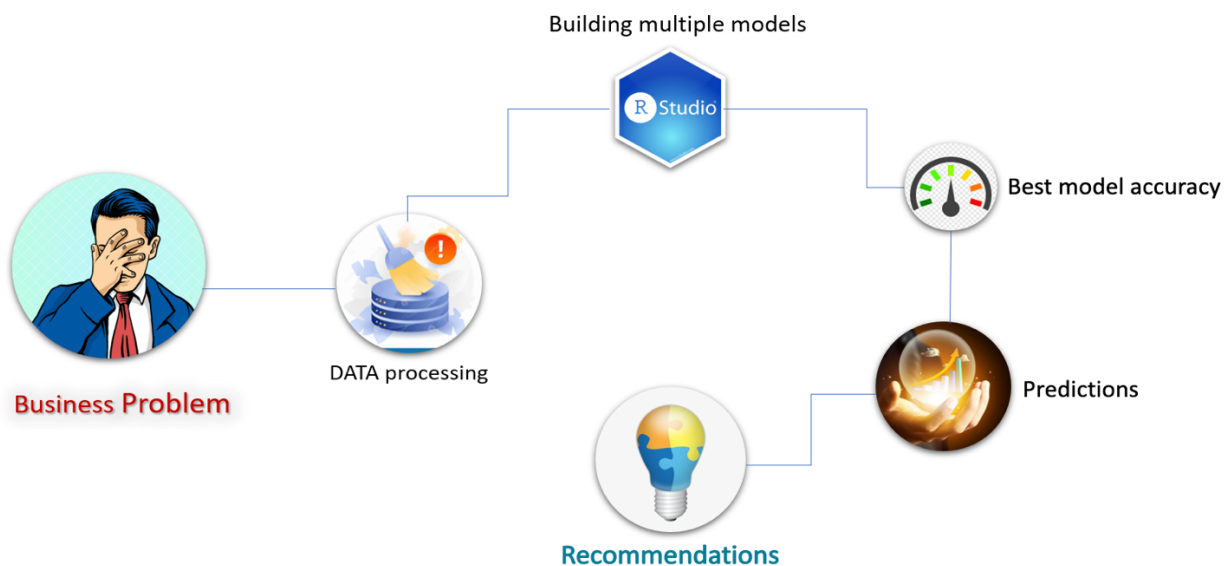 Building multiple models
R Studio
Best model accuracy
DATA processing
Business Problem
Predictions
Recommendations